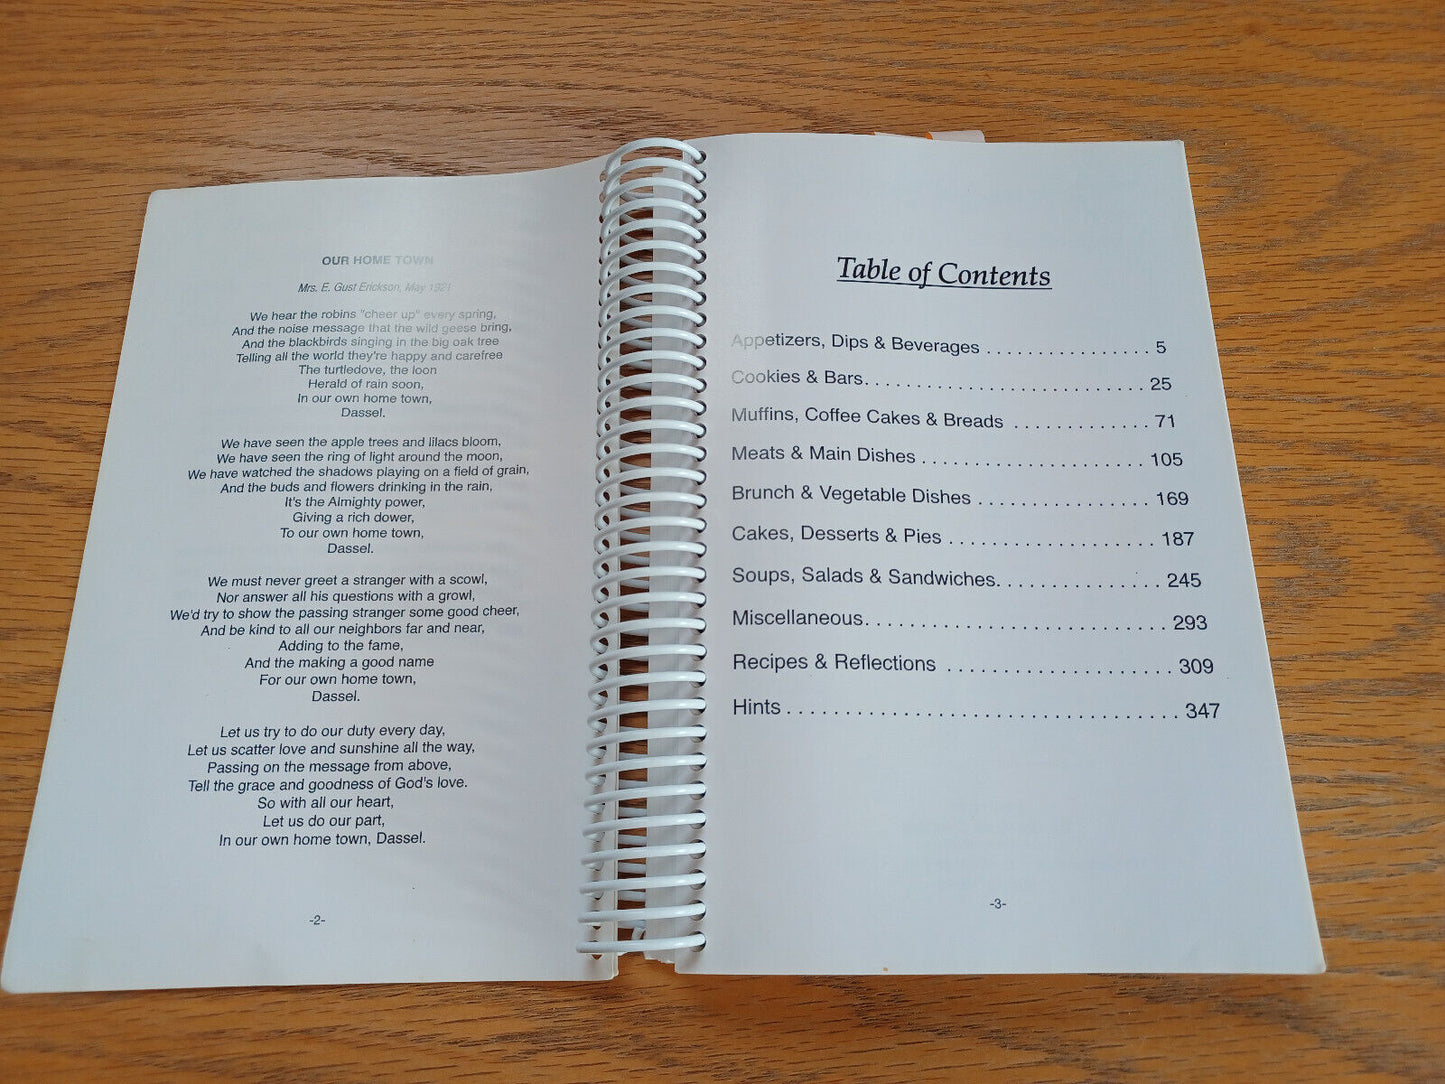 OUR HOME TOWN
Mrs. E. Gust Erickson, May 1921
We hear the robins "cheer up" every spring,
And the noise message that the wild geese bring,
And the blackbirds singing in the big oak tree
Telling all the world they're happy and carefree
The turtledove, the loon
Herald of rain soon,
In our own home town,
Dassel.
We have seen the apple trees and lilacs bloom,
We have seen the ring of light around the moon,
We have watched the shadows playing on a field of grain,
And the buds and flowers drinking in the rain,
It's the Almighty power,
Giving a rich dower,
To our own home town,
Dassel.
We must never greet a stranger with a scowl,
Nor answer all his questions with a growl,
We'd try to show the passing stranger some good cheer,
And be kind to all our neighbors far and near,
Adding to the fame,
And the making a good name
For our own home town,
Dassel.
Let us try to do our duty every day,
Let us scatter love and sunshine all the way,
Passing on the message from above,
Tell the grace and goodness of God's love.
So with all our heart,
Let us do our part,
In our own home town, Dassel.
-2-
Table of Contents
Appetizers, Dips & Beverages . . . . . . . . . . . . . . . . 5
Cookies & Bars. . . . . . . . . . . . . . . . . . . . . . . . . . . 25
Muffins, Coffee Cakes & Breads . . . . . . . . . . . . . 71
Meats & Main Dishes . . . . . . . . . . . . . . . . . . . . . . 105
Brunch & Vegetable Dishes . . . . . . . . . . . . . . . . . 169
Cakes, Desserts & Pies . . . . . . . . . . . . . . . . . . . . 187
Soups, Salads & Sandwiches. . . . . . . . . . . . . . . . 245
Miscellaneous. . . . . . . . . . . . . . . . . . . . . . . . . . . . 293
Recipes & Reflections . . . . . . . . . . . . . . . . . . . . . 309
Hints . . . . . . . . . . . . . . . . . . . . . . . . . . . . . . . . . . 347
-3-